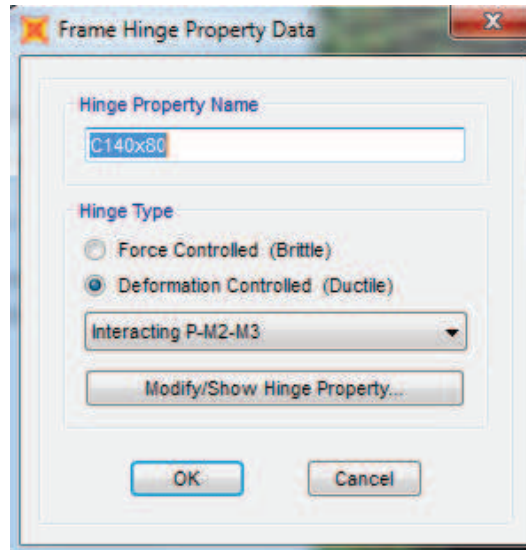 Frame Hinge Property Data
Hinge Property Name
C140x80
Hinge Type
Force Controlled (Brittle)
Deformation Controlled (Ductile)
Interacting P-M2-M3
Modify/Show Hinge Property...
OK Cancel